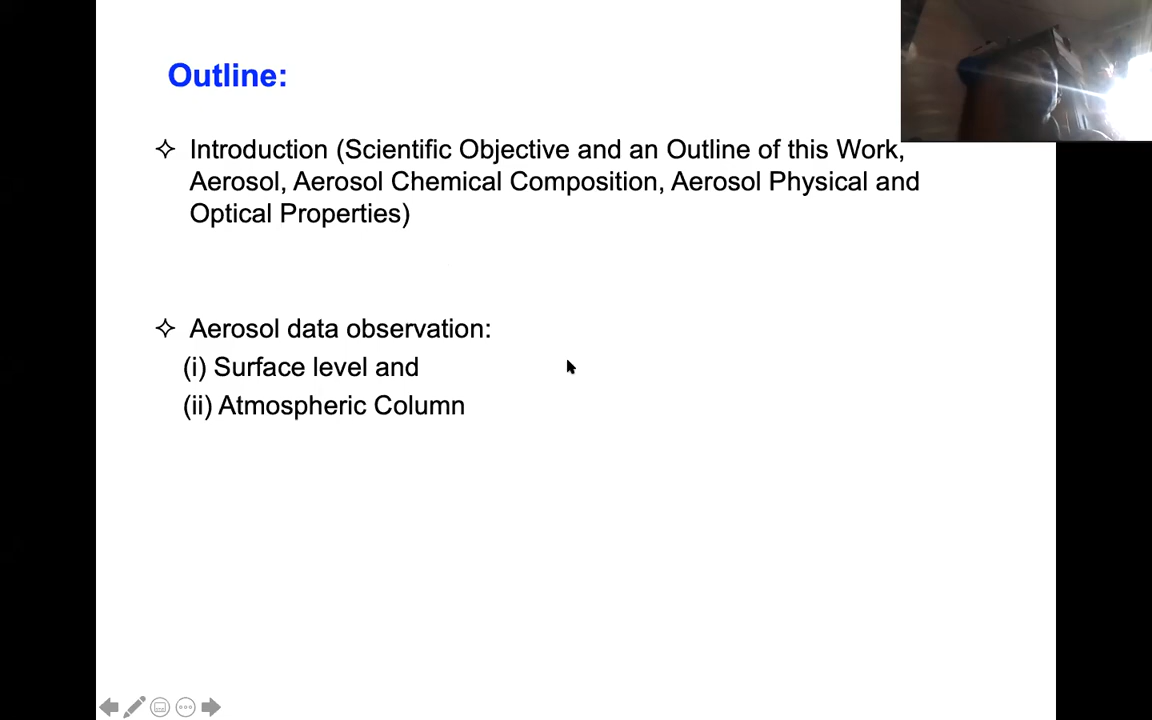 Outline:
✧ Introduction (Scientific Objective and an Outline of this Work,
Aerosol, Aerosol Chemical Composition, Aerosol Physical and
Optical Properties)
✧ Aerosol data observation:
(i) Surface level and
(ii) Atmospheric Column